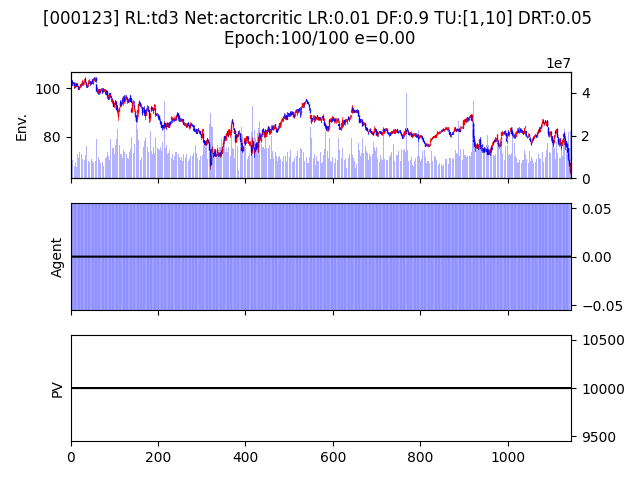 [000123] RL:td3 Net:actorcritic LR:0.01 DF:0.9 TU:[1,10] DRT:0.05
Epoch:100/100 e=0.00
1e7
Env.
100
80
4
2
0
Agent
0.05
0.00
−0.05
PV
10500
10000
9500
0 200 400 600 800 1000